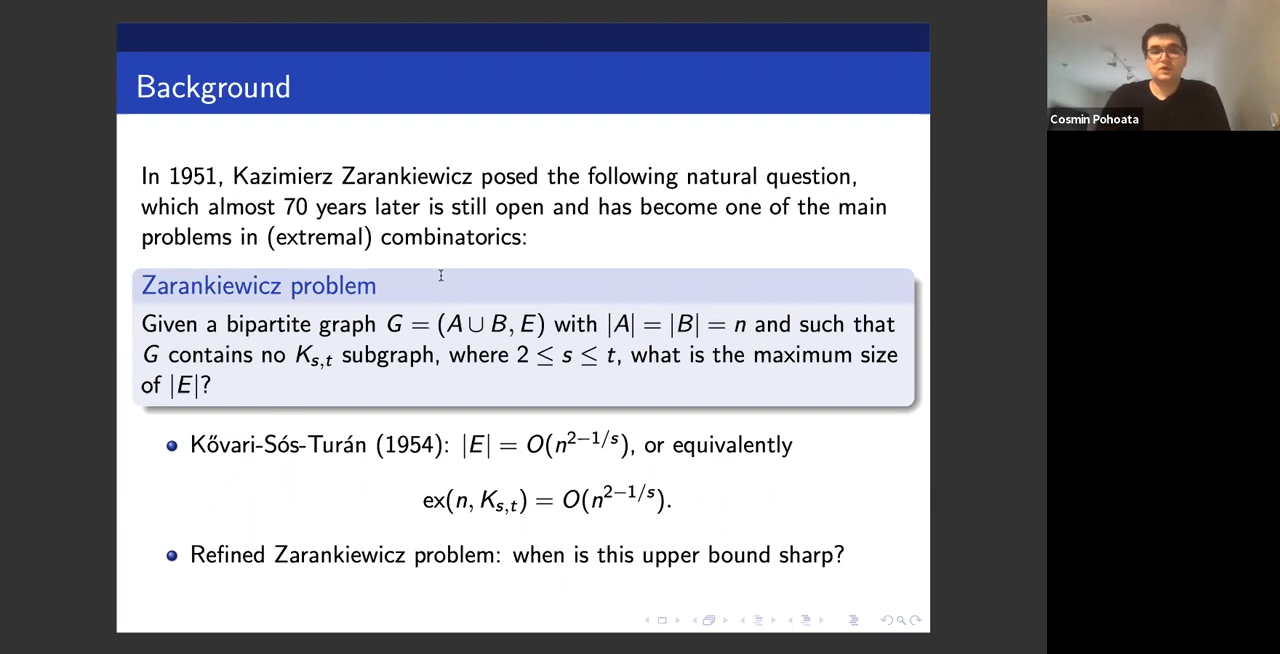 Background
In 1951, Kazimierz Zarankiewicz posed the following natural question,
which almost 70 years later is still open and has become one of the main
problems in (extremal) combinatorics:
Zarankiewicz problem
Given a bipartite graph G = (A ∪ B, E) with |A| = |B| = n and such that
G contains no K_{s,t} subgraph, where 2 ≤ s ≤ t, what is the maximum size
of |E|?
Kővari-Sós-Turán (1954): |E| = O(n^{2−1/s}), or equivalently
ex(n, K_{s,t}) = O(n^{2−1/s}).
Refined Zarankiewicz problem: when is this upper bound sharp?
Cosmin Pohoata